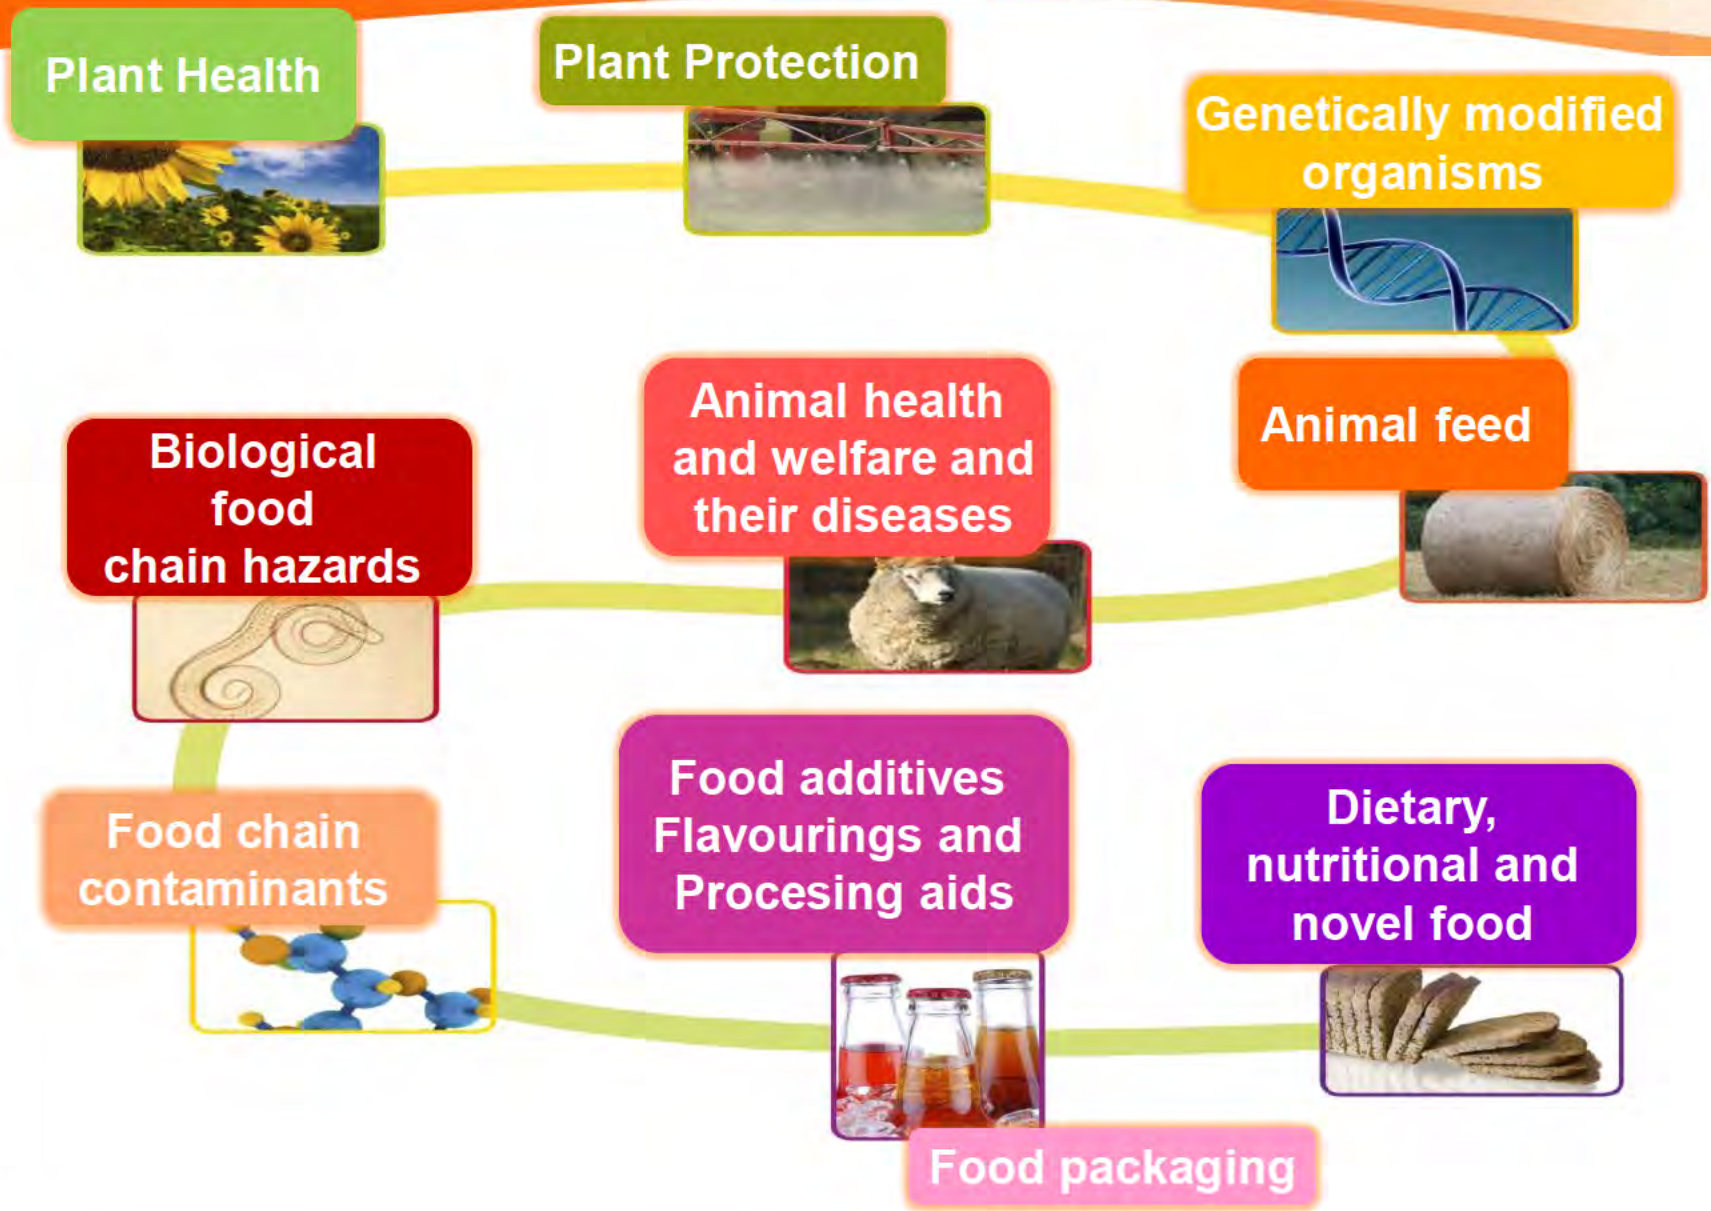 Plant Health
Plant Protection
Genetically modified
organisms
Animal feed
Animal health
and welfare and
their diseases
Biological
food
chain hazards
Food chain
contaminants
Food additives
Flavourings and
Procesing aids
Food packaging
Dietary,
nutritional and
novel food